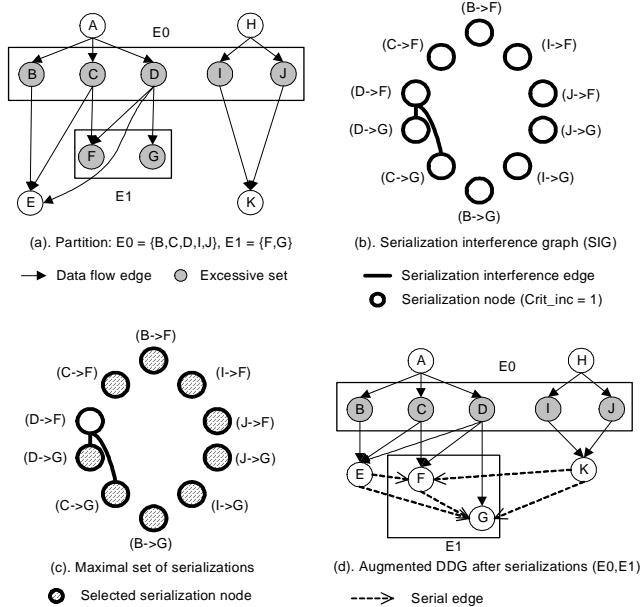 A
H
E0
B
C
D
I
J
F
G
E1
E
K
(a). Partition: E0 = {B,C,D,I,J}, E1 = {F,G}
Data flow edge
Excessive set
(B->F)
(C->F)
(I->F)
(D->F)
(J->F)
(D->G)
(J->G)
(C->G)
(I->G)
(B->G)
(b). Serialization interference graph (SIG)
Serialization interference edge
Serialization node (Crit_inc = 1)
(B->F)
(C->F)
(I->F)
(D->F)
(J->F)
(D->G)
(J->G)
(C->G)
(I->G)
(B->G)
(c). Maximal set of serializations
Selected serialization node
A
E0
H
B
C
D
I
J
E
F
K
G
E1
(d). Augmented DDG after serializations (E0,E1)
Serial edge